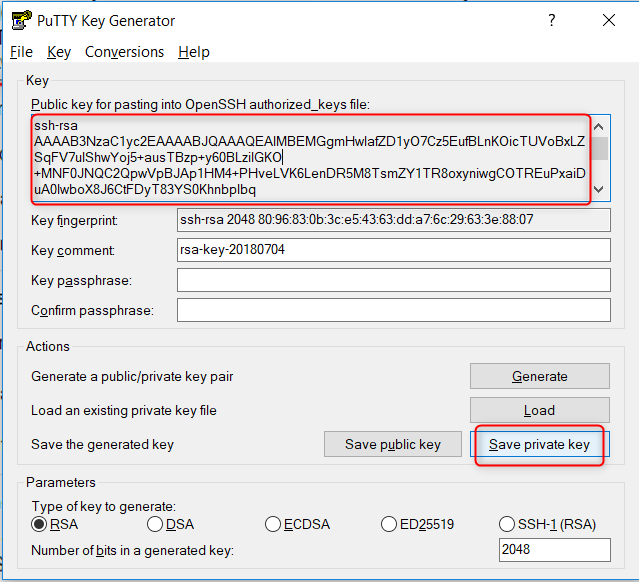 PuTTY Key Generator ?
File Key Conversions Help
Key
Public key for pasting into OpenSSH authorized_keys file:
ssh-rsa
AAAAB3NzaC1yc2EAAAABJQAAAQEAlMBEMGgmHwlafZD1yO7Cz5EufBLnKOicTUVoBxLZ
SqFV7ulShwYoj5+ausTBzp+y60BLzilGKO
+MNF0JNQC2QpwVpBJAp1HM4+PHveLVK6LenDR5M8TsmZY1TR8oxyniwgCOTREuPxaiD
uA0lwboX8J6CtFDyT83YS0KhnbpIbq
Key fingerprint: ssh-rsa 2048 80:96:83:0b:3c:e5:43:63:dd:a7:6c:29:63:3e:88:07
Key comment: rsa-key-20180704
Key passphrase:
Confirm passphrase:
Actions
Generate a public/private key pair Generate
Load an existing private key file Load
Save the generated key Save public key Save private key
Parameters
Type of key to generate:
RSA DSA ECDSA ED25519 SSH-1 (RSA)
Number of bits in a generated key: 2048